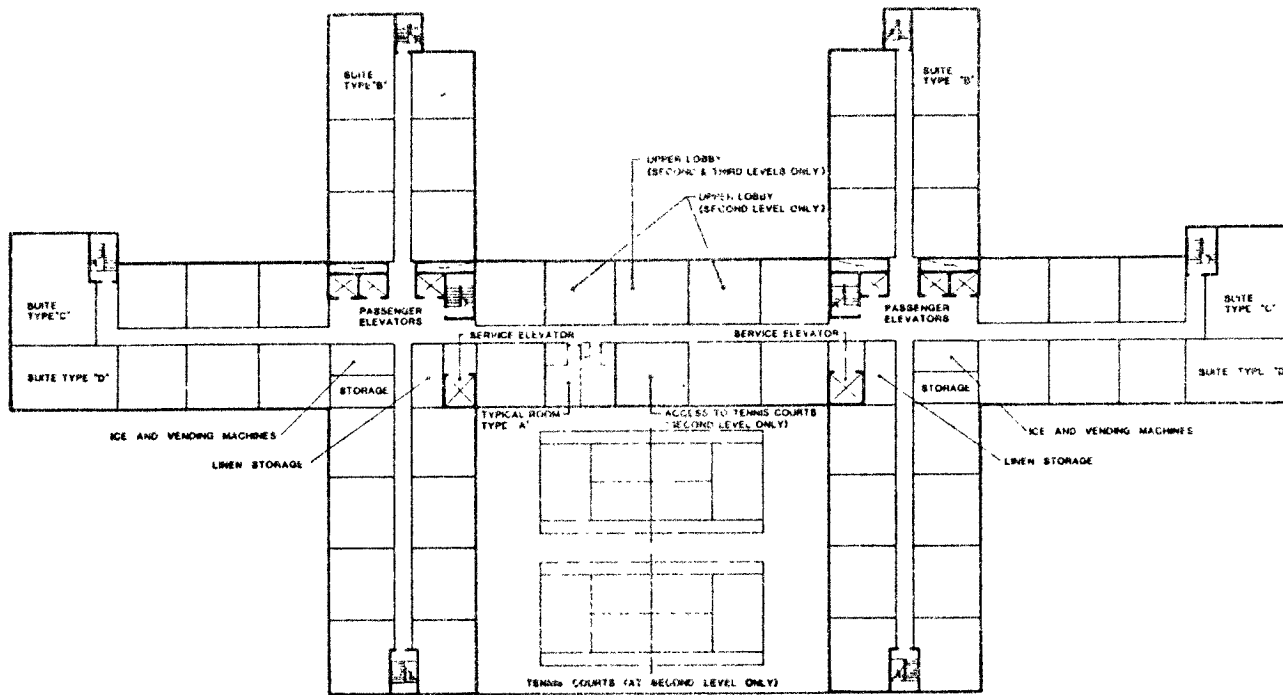 SUITE
TYPE "B"
SUITE
TYPE "B"
UPPER LOBBY
(SECOND & THIRD LEVELS ONLY)
UPPER LOBBY
(SECOND LEVEL ONLY)
SUITE
TYPE "C"
PASSENGER
ELEVATORS
PASSENGER
ELEVATORS
SUITE
TYPE "C"
SERVICE ELEVATOR
SERVICE ELEVATOR
SUITE TYPE "D"
STORAGE
STORAGE
SUITE TYPE "D"
TYPICAL ROOM
TYPE "A"
ACCESS TO TENNIS COURTS
(SECOND LEVEL ONLY)
ICE AND VENDING MACHINES
ICE AND VENDING MACHINES
LINEN STORAGE
LINEN STORAGE
TENNIS COURTS (AT SECOND LEVEL ONLY)